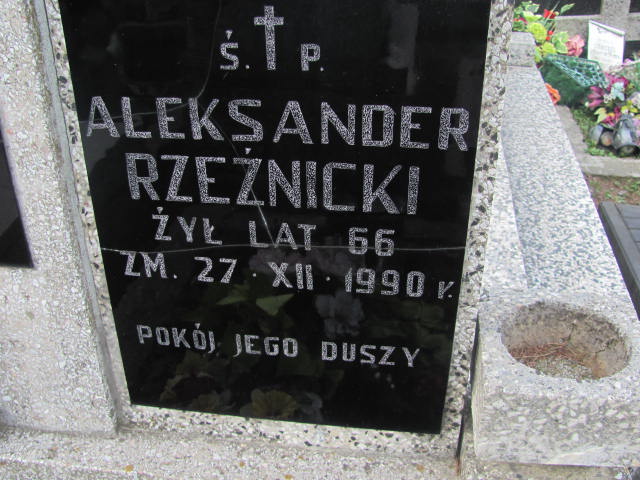 Ś. P.
ALEKSANDER
RZEŹNICKI
ŻYŁ LAT 66
ZM. 27 · XII · 1990 R.
POKÓJ JEGO DUSZY